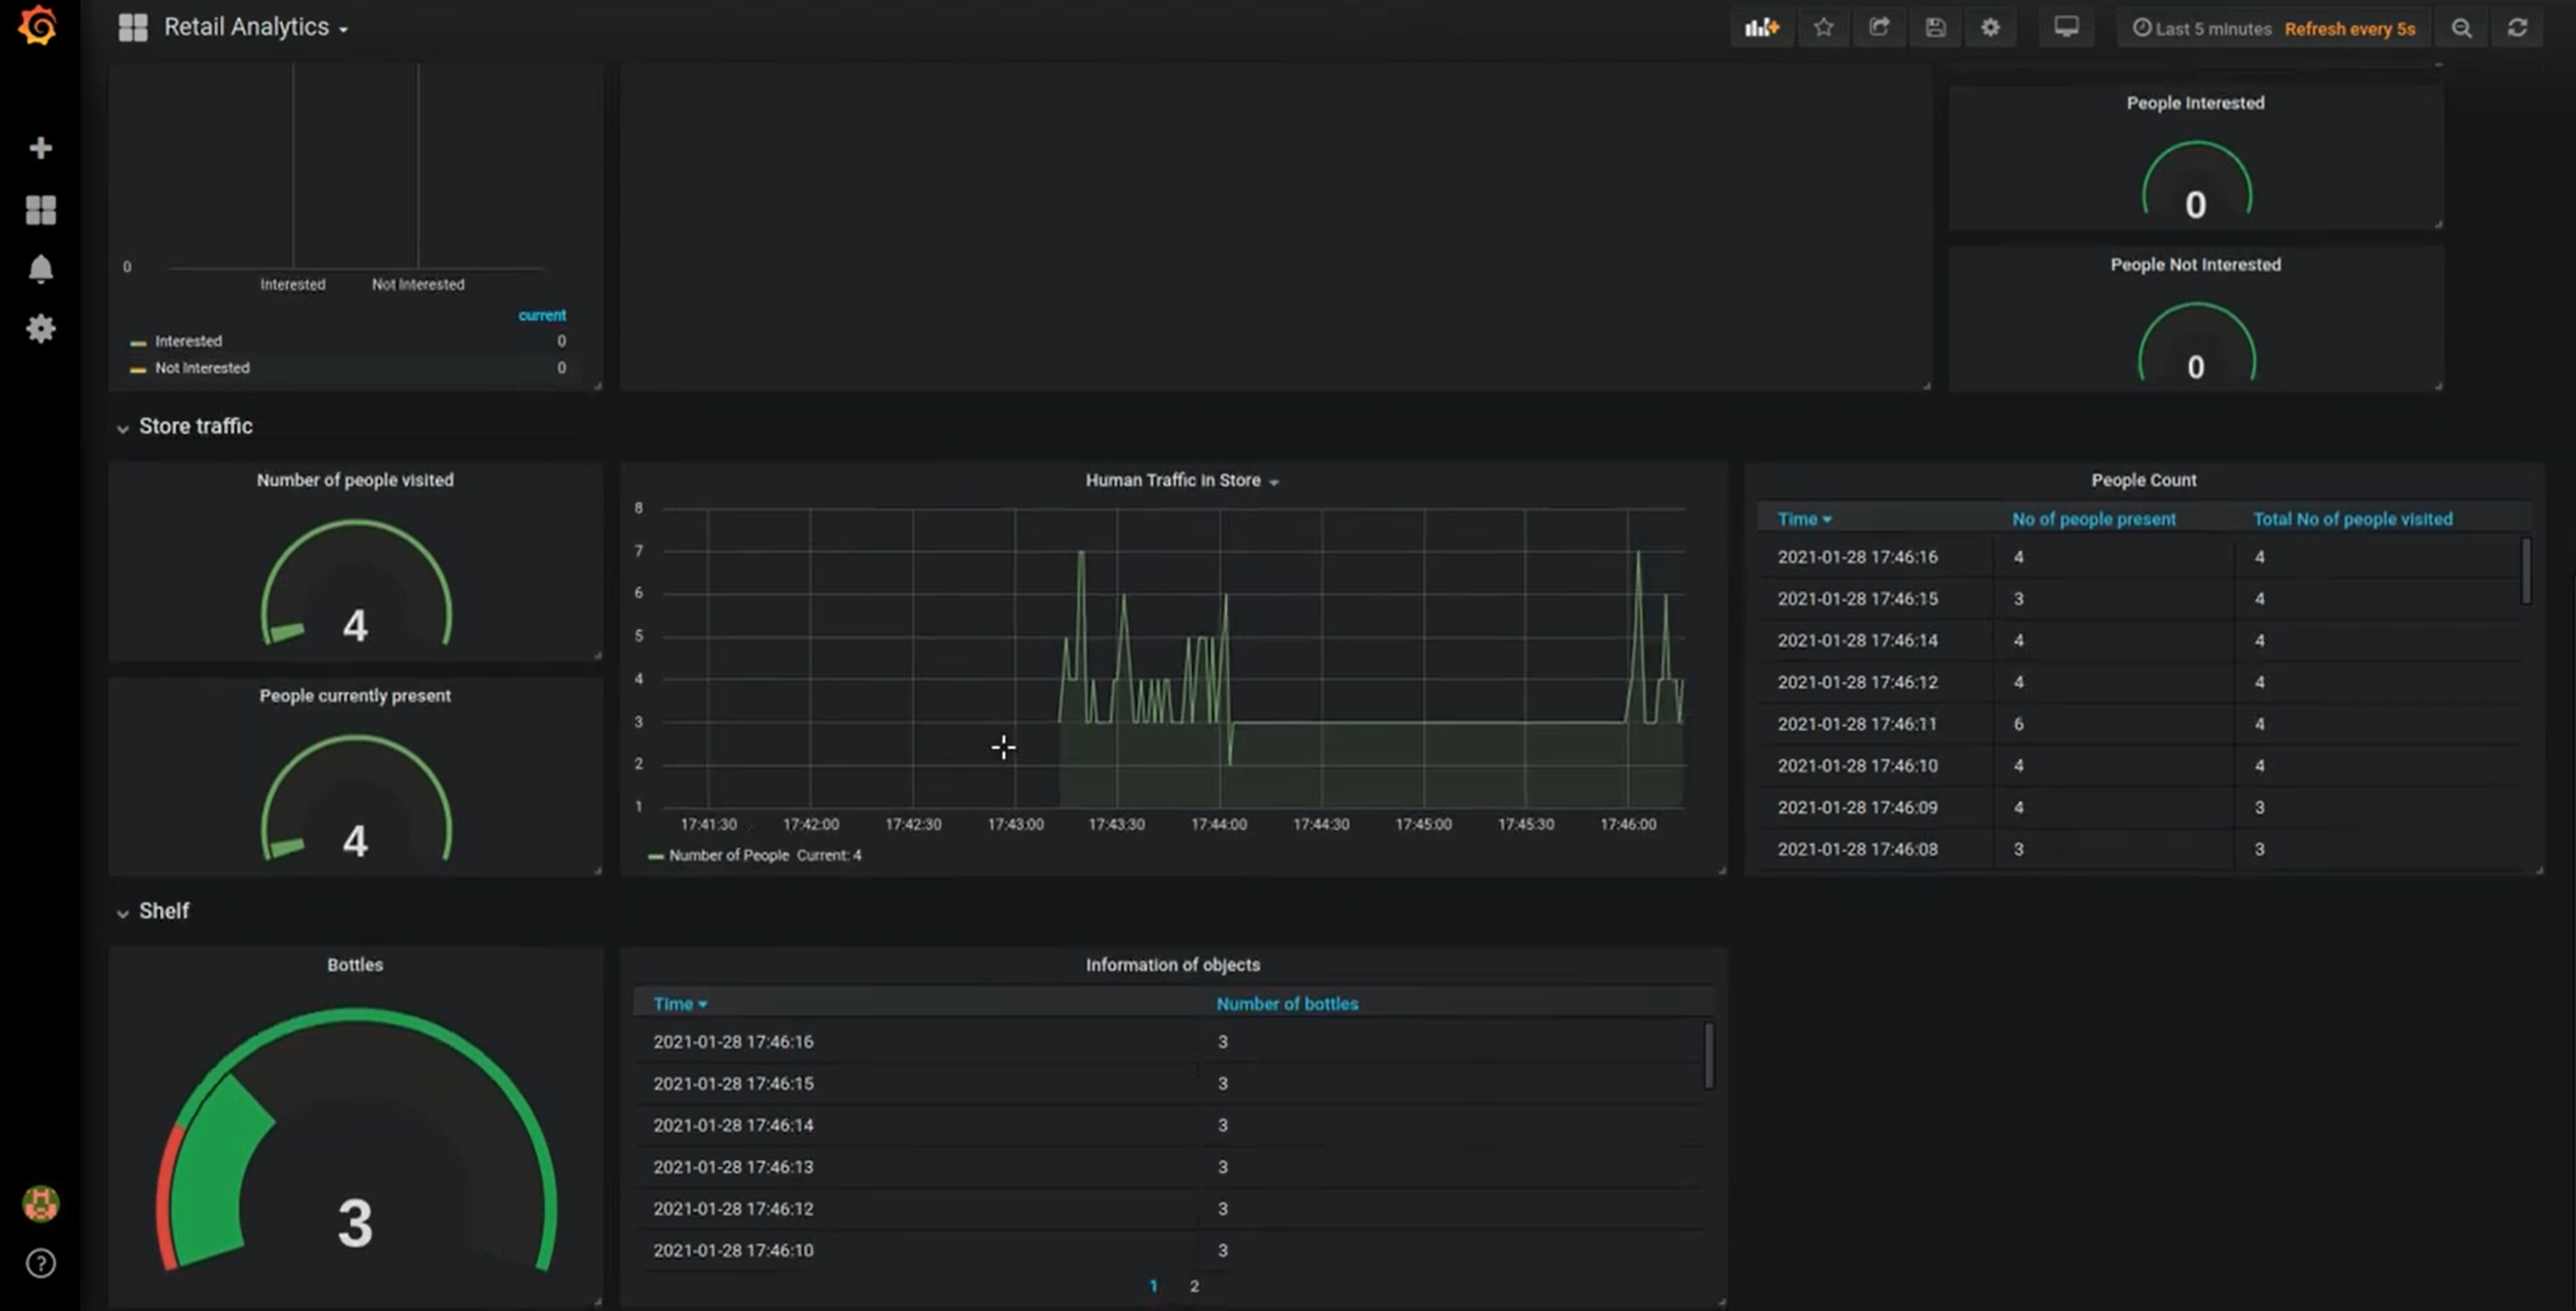 Retail Analytics
Last 5 minutes Refresh every 5s
People Interested
0
People Not Interested
0
0
Interested Not Interested
current
Interested 0
Not Interested 0
Store traffic
Number of people visited
4
People currently present
4
Human Traffic in Store
8
7
6
5
4
3
2
1
17:41:30 17:42:00 17:42:30 17:43:00 17:43:30 17:44:00 17:44:30 17:45:00 17:45:30 17:46:00
Number of People Current: 4
People Count
Time No of people present Total No of people visited
2021-01-28 17:46:16 4 4
2021-01-28 17:46:15 3 4
2021-01-28 17:46:14 4 4
2021-01-28 17:46:12 4 4
2021-01-28 17:46:11 6 4
2021-01-28 17:46:10 4 4
2021-01-28 17:46:09 4 3
2021-01-28 17:46:08 3 3
Shelf
Bottles
3
Information of objects
Time Number of bottles
2021-01-28 17:46:16 3
2021-01-28 17:46:15 3
2021-01-28 17:46:14 3
2021-01-28 17:46:13 3
2021-01-28 17:46:12 3
2021-01-28 17:46:10 3
1 2